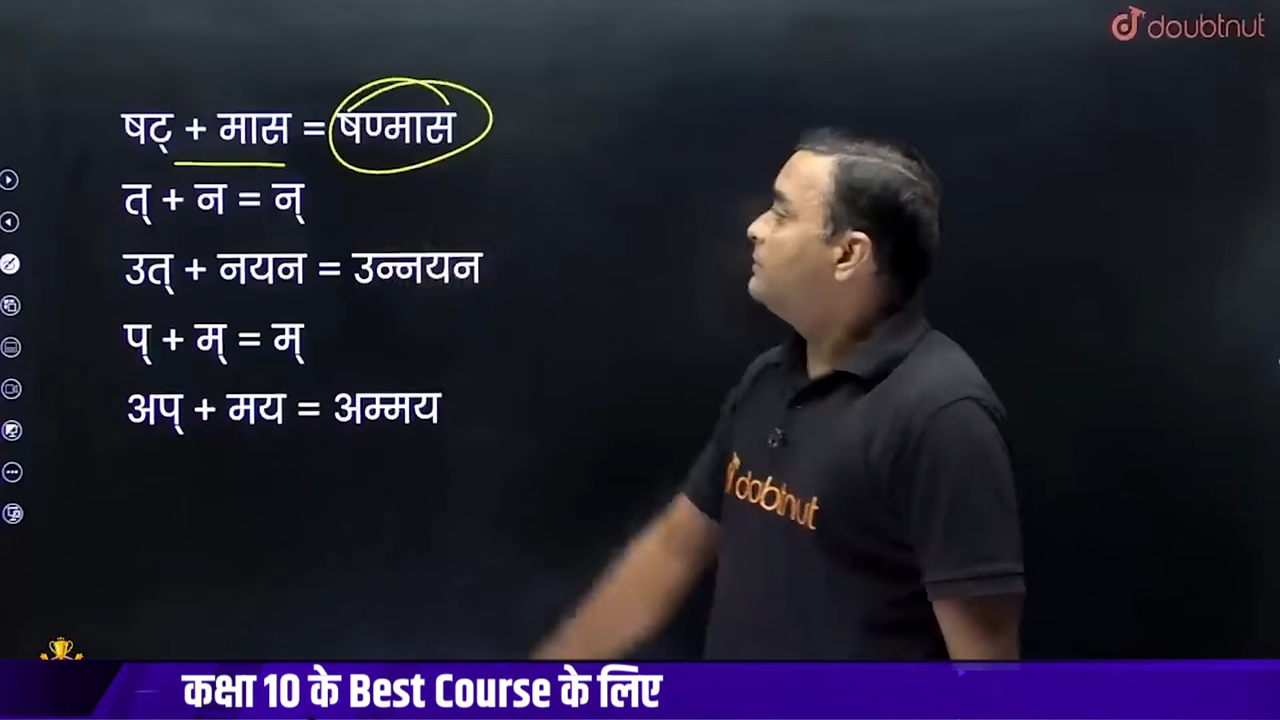 doubtnut
षट् + मास = षण्मास
त् + न = न्
उत् + नयन = उन्नयन
प् + म् = म्
अप् + मय = अम्मय
doubtnut
कक्षा 10 के Best Course के लिए